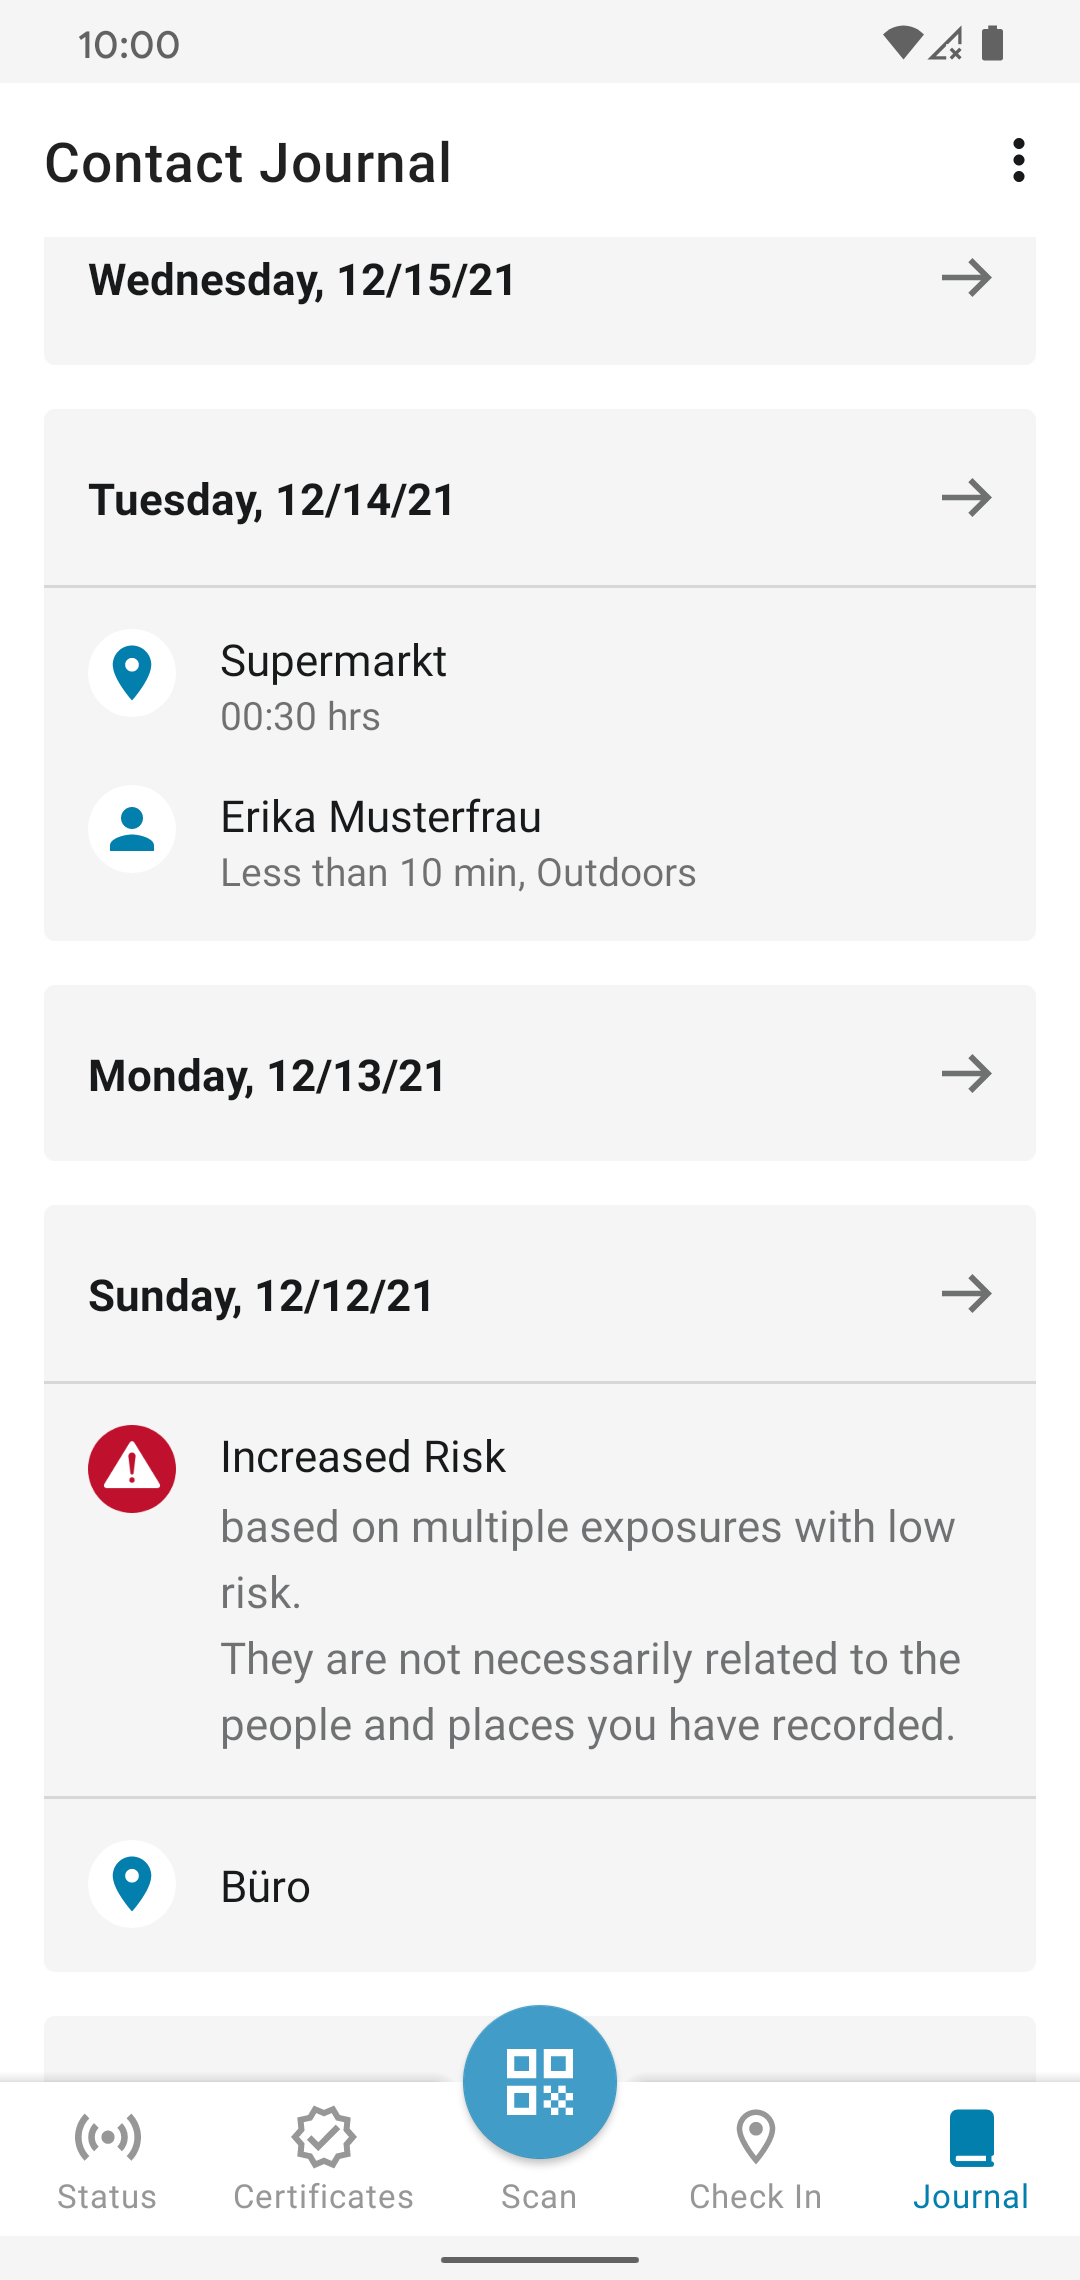 10:00
Contact Journal
Wednesday, 12/15/21
Tuesday, 12/14/21
Supermarkt
00:30 hrs
Erika Musterfrau
Less than 10 min, Outdoors
Monday, 12/13/21
Sunday, 12/12/21
Increased Risk
based on multiple exposures with low
risk.
They are not necessarily related to the
people and places you have recorded.
Büro
Status
Certificates
Scan
Check In
Journal